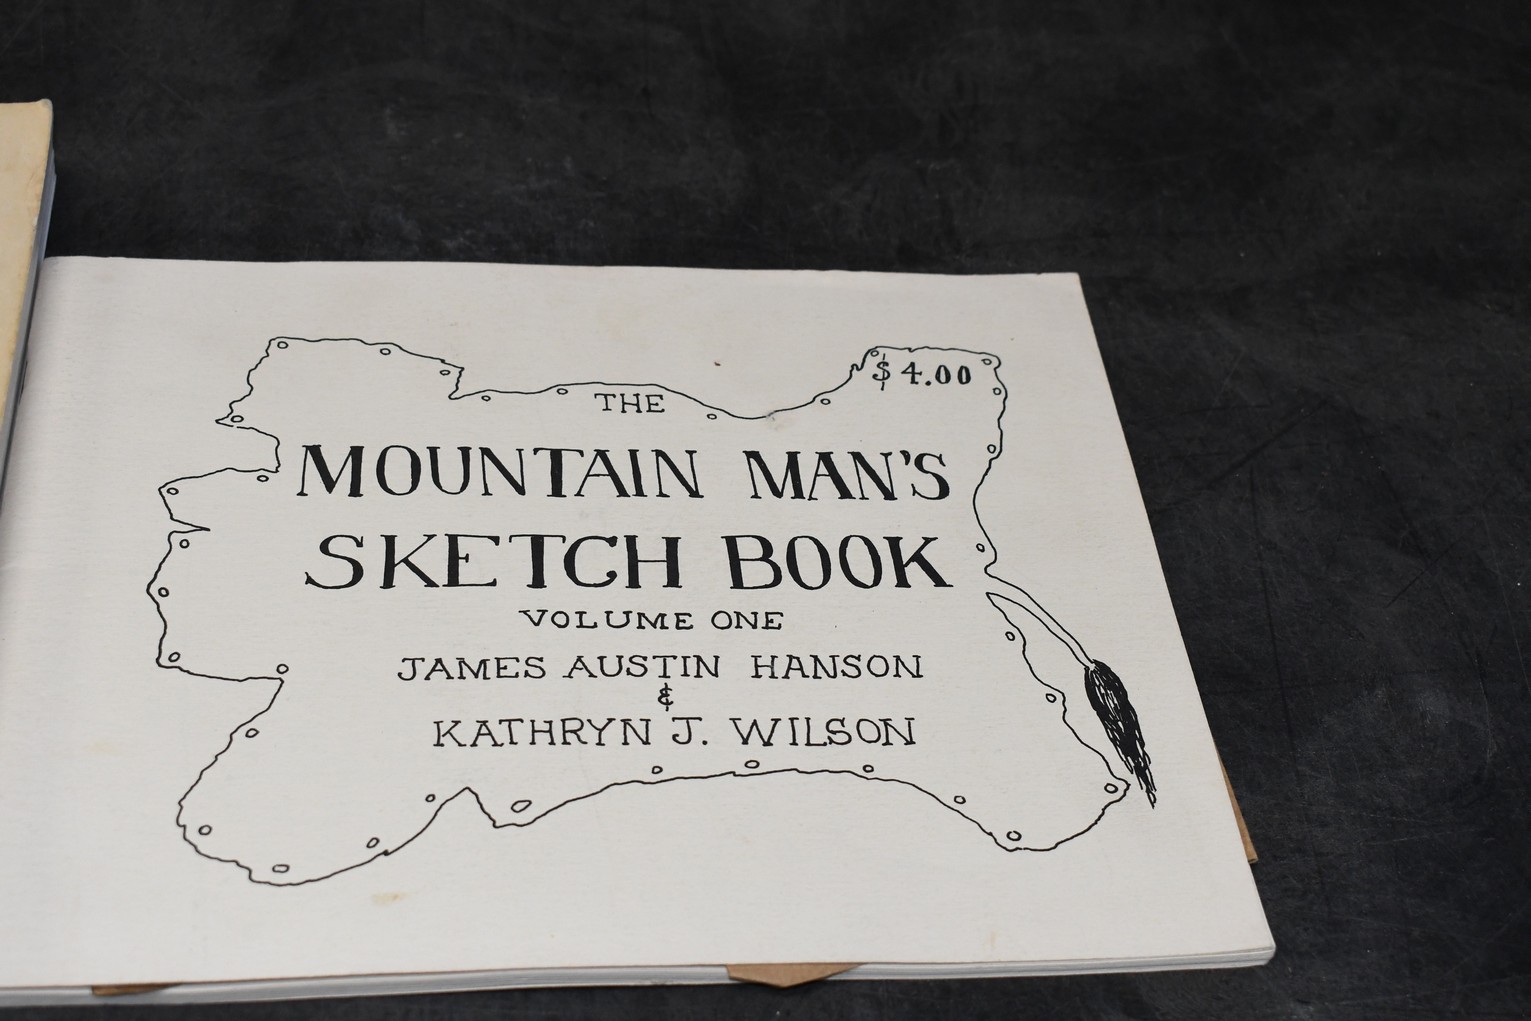 $4.00
THE
MOUNTAIN MAN'S
SKETCH BOOK
VOLUME ONE
JAMES AUSTIN HANSON
&
KATHRYN J. WILSON